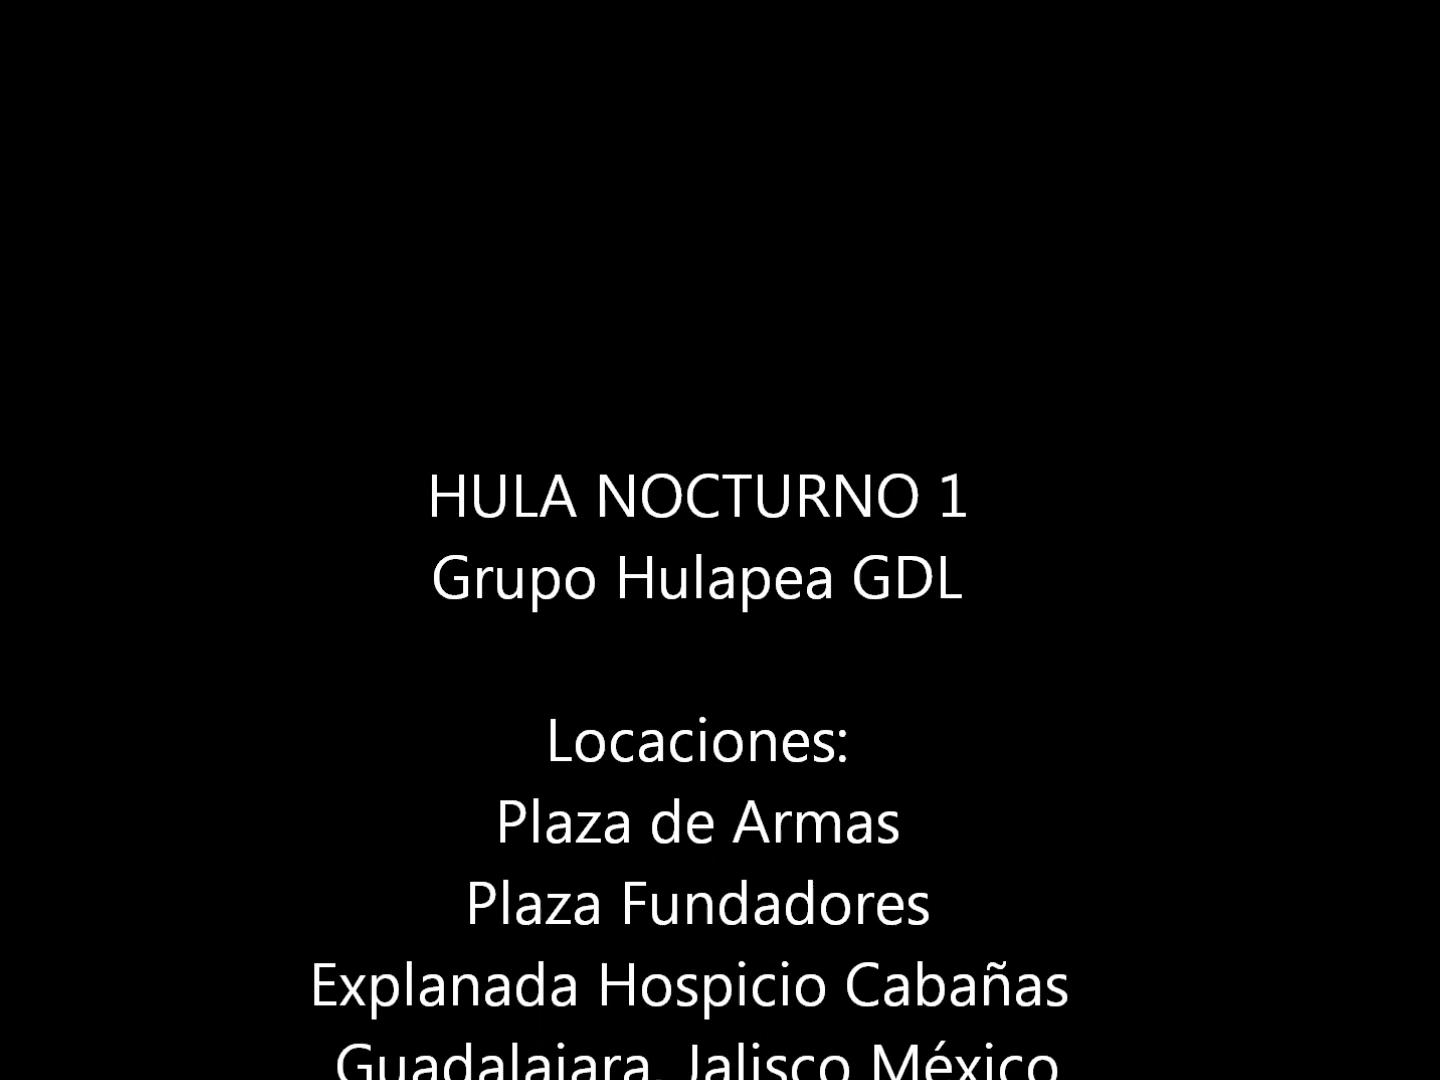 HULA NOCTURNO 1
Grupo Hulapea GDL
Locaciones:
Plaza de Armas
Plaza Fundadores
Explanada Hospicio Cabañas
Guadalajara, Jalisco México